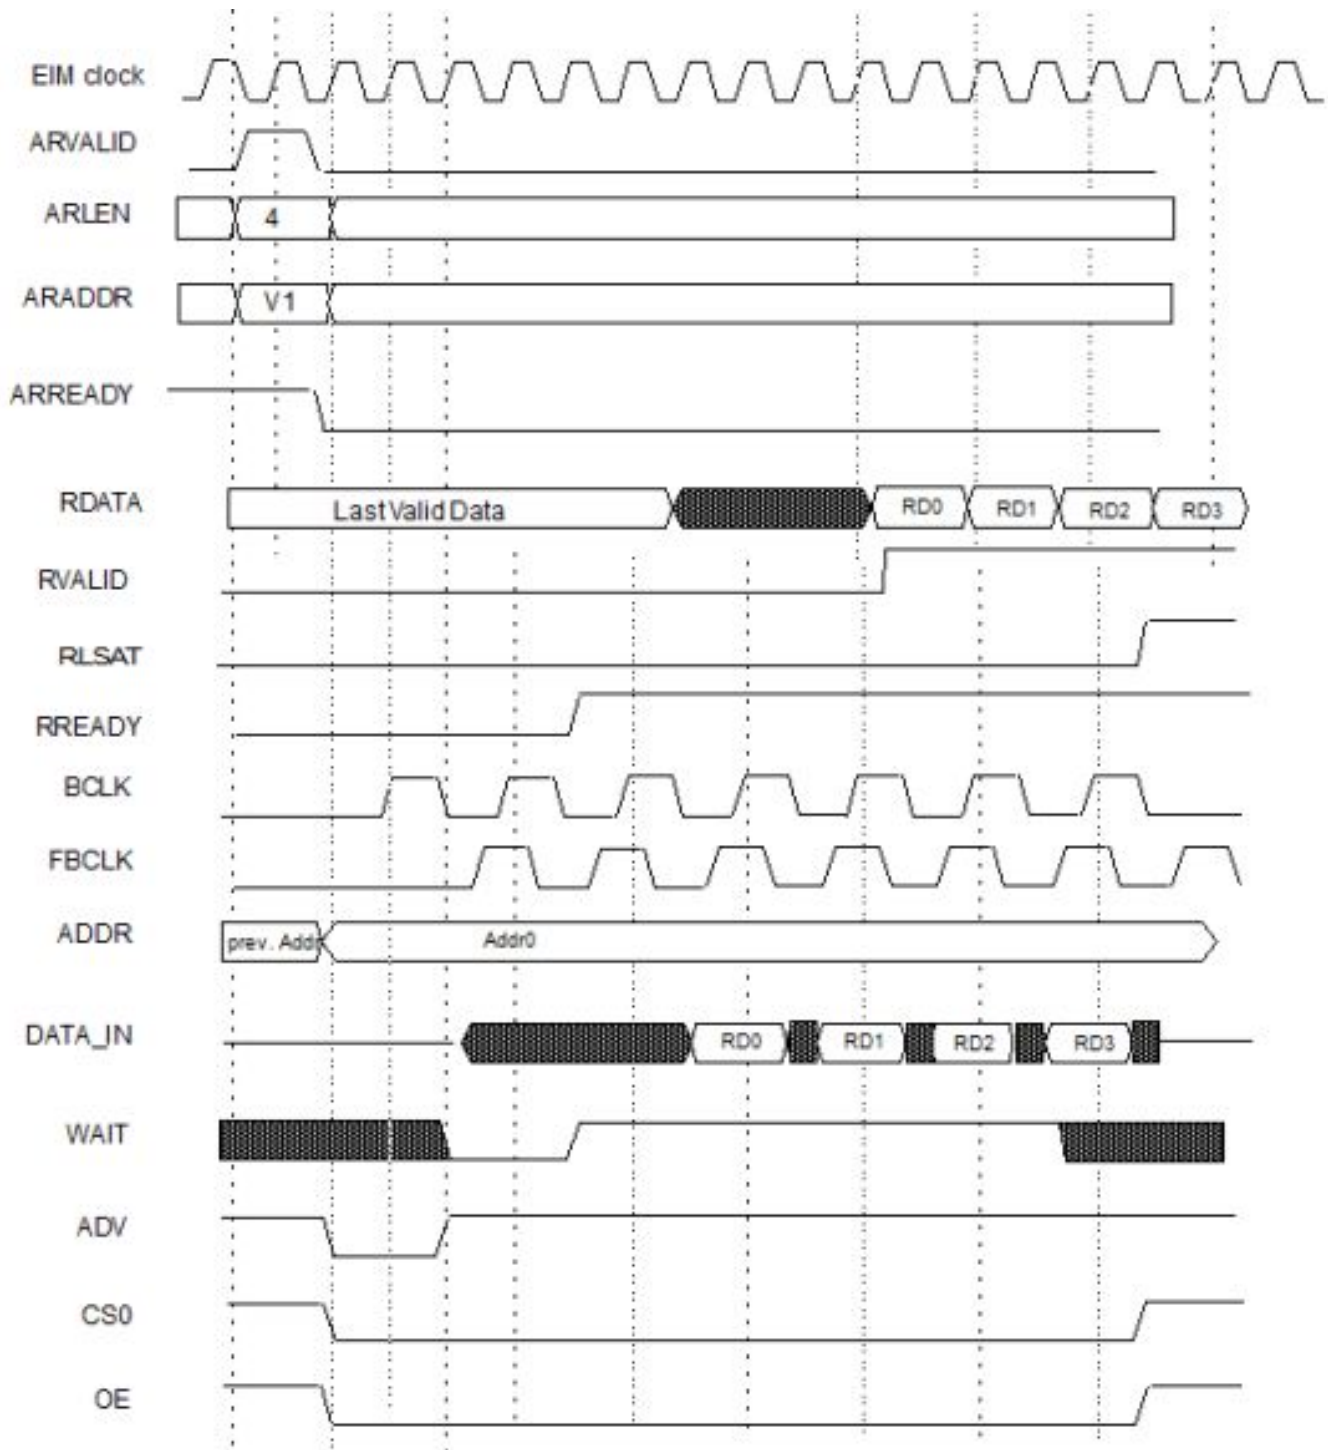 EIM clock
ARVALID
ARLEN 4
ARADDR V1
ARREADY
RDATA Last Valid Data RD0 RD1 RD2 RD3
RVALID
RLSAT
RREADY
BCLK
FBCLK
ADDR prev. Addr Addr0
DATA_IN RD0 RD1 RD2 RD3
WAIT
ADV
CS0
OE